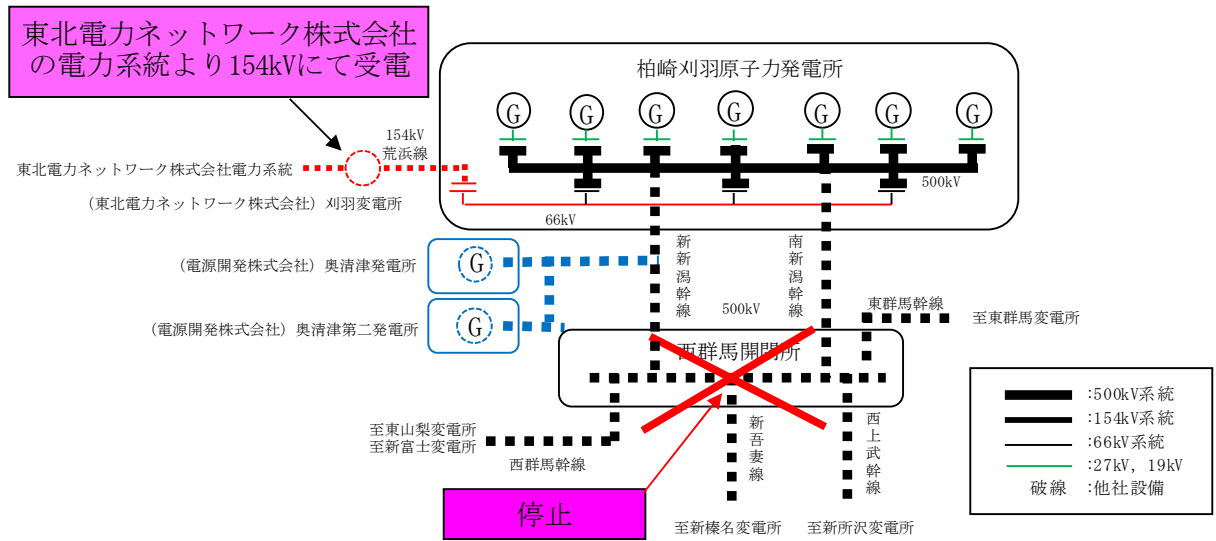 東北電力ネットワーク株式会社
の電力系統より154kVにて受電
柏崎刈羽原子力発電所
G
G
G
G
G
G
G
154kV
荒浜線
東北電力ネットワーク株式会社電力系統
500kV
(東北電力ネットワーク株式会社) 刈羽変電所
66kV
新新潟幹線
南新潟幹線
(電源開発株式会社) 奥清津発電所
G
500kV
東群馬幹線
至東群馬変電所
(電源開発株式会社) 奥清津第二発電所
G
西群馬開閉所
:500kV系統
:154kV系統
:66kV系統
:27kV, 19kV
破線 :他社設備
至東山梨変電所
至新富士変電所
西群馬幹線
新吾妻線
西上武幹線
停止
至新榛名変電所
至新所沢変電所